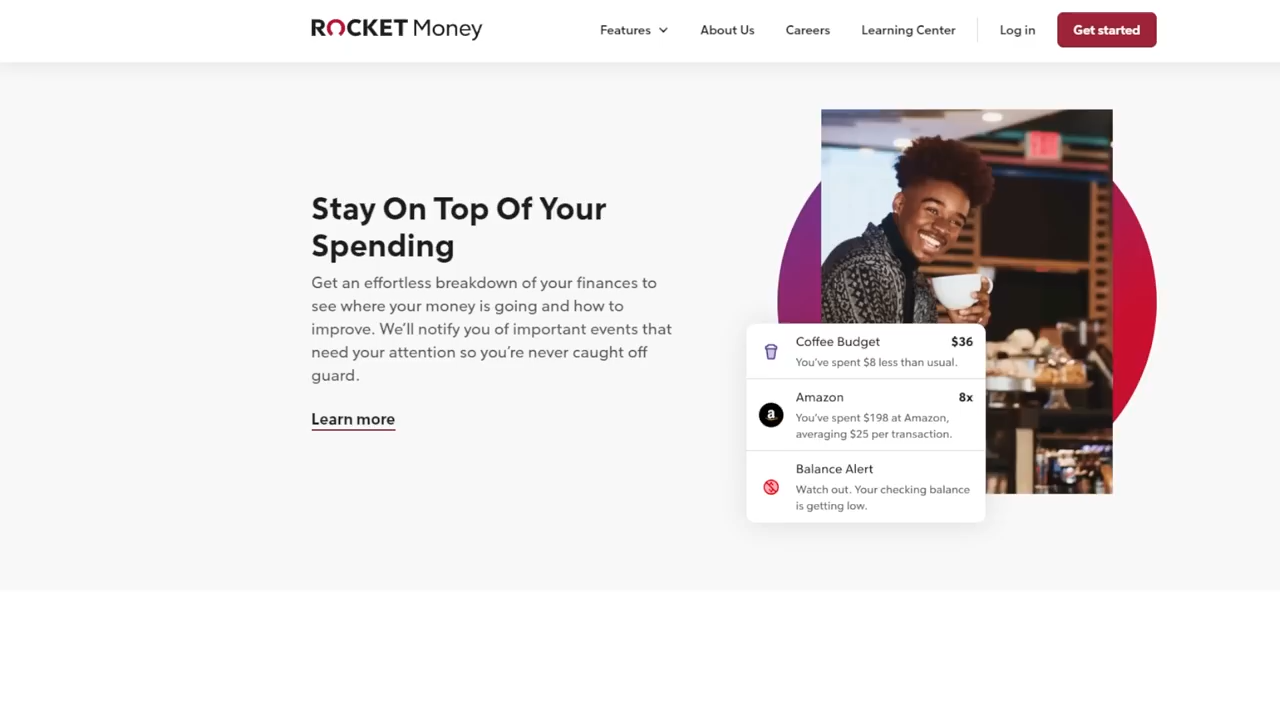 ROCKET Money
Features
About Us
Careers
Learning Center
Log in
Get started
Stay On Top Of Your
Spending
Get an effortless breakdown of your finances to
see where your money is going and how to
improve. We'll notify you of important events that
need your attention so you're never caught off
guard.
Learn more
Coffee Budget $36
You've spent $8 less than usual.
Amazon 8x
You've spent $198 at Amazon,
averaging $25 per transaction.
Balance Alert
Watch out. Your checking balance
is getting low.